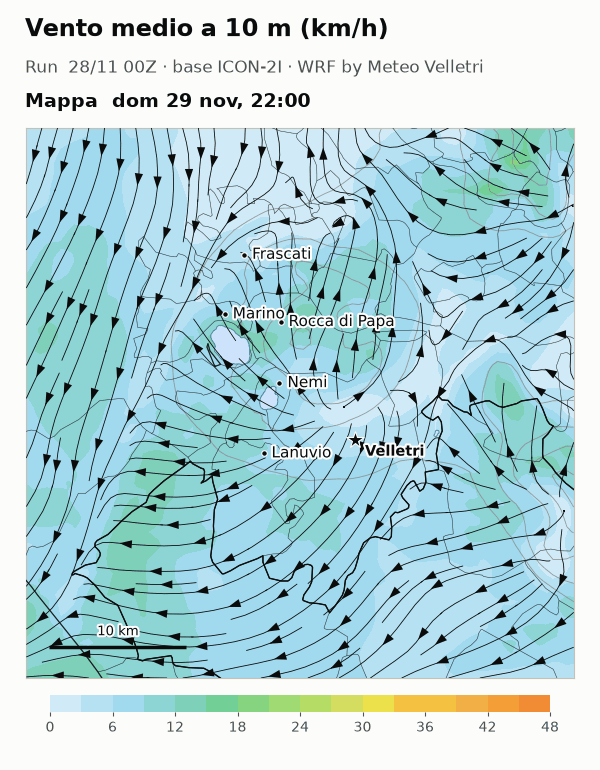 Vento medio a 10 m (km/h)
Run  28/11 00Z · base ICON-2I · WRF by Meteo Velletri
Mappa  dom 29 nov, 22:00
Frascati
Marino
Rocca di Papa
Nemi
Lanuvio
Velletri
10 km
0 6 12 18 24 30 36 42 48